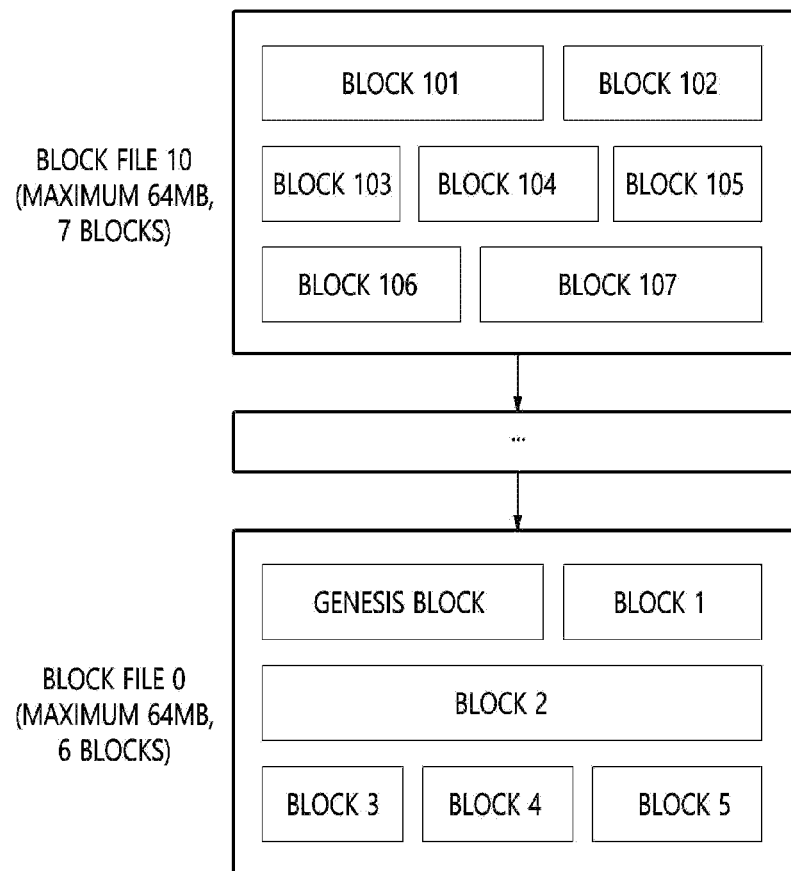 BLOCK 101
BLOCK 102
BLOCK FILE 10
(MAXIMUM 64MB,
7 BLOCKS)
BLOCK 103
BLOCK 104
BLOCK 105
BLOCK 106
BLOCK 107
...
GENESIS BLOCK
BLOCK 1
BLOCK FILE 0
(MAXIMUM 64MB,
6 BLOCKS)
BLOCK 2
BLOCK 3
BLOCK 4
BLOCK 5